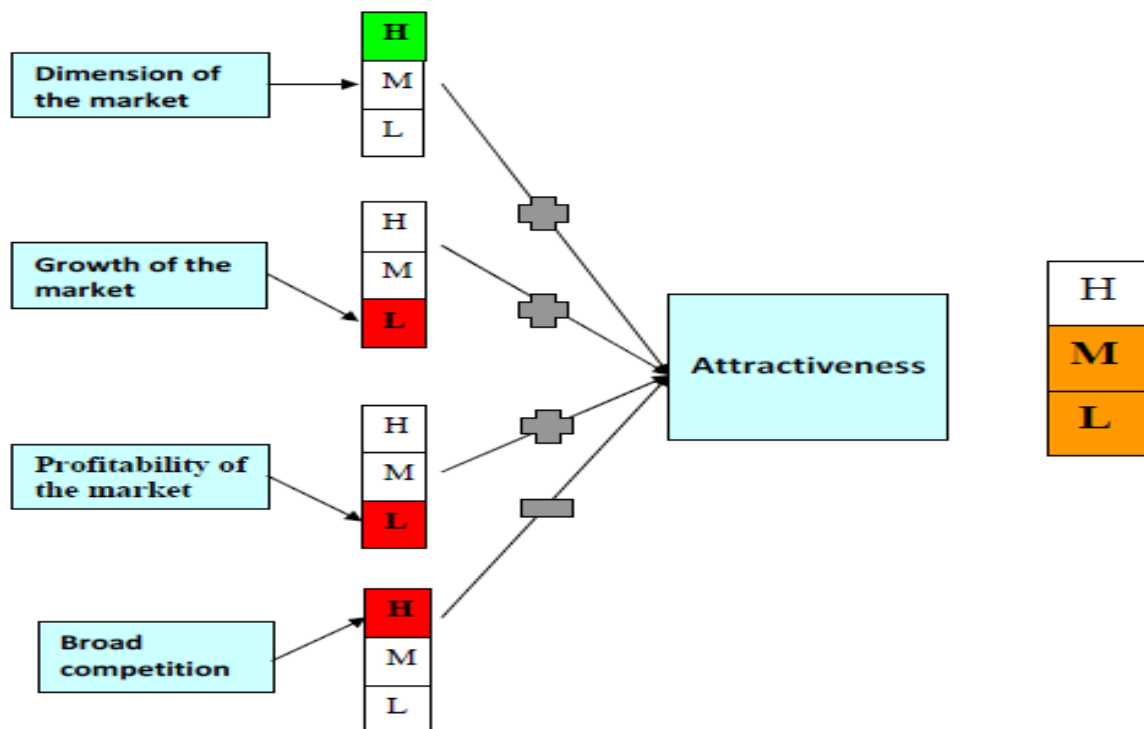 H
Dimension of
the market
M
L
H
Growth of the
market
M
L
H
M
L
Attractiveness
H
Profitability of
the market
M
L
H
Broad
competition
M
L